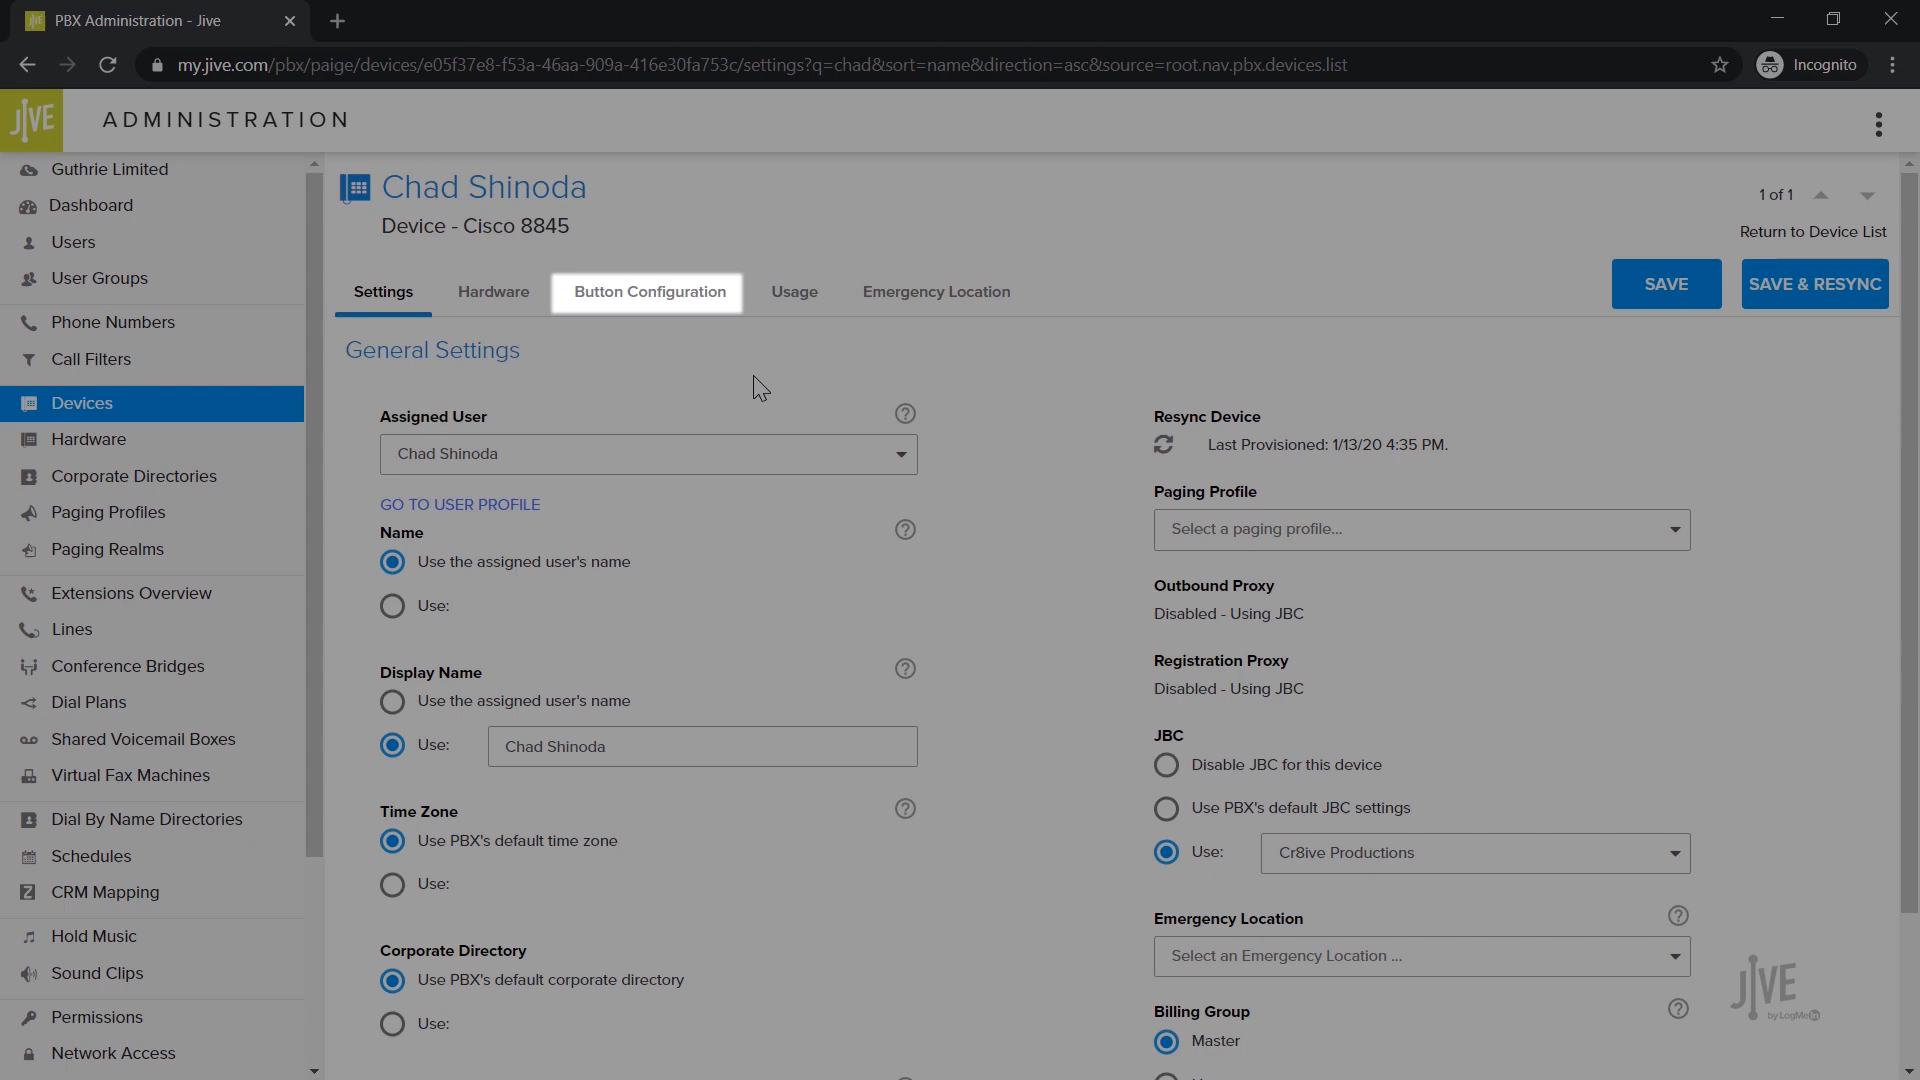 PBX Administration - Jive
my.jive.com/pbx/paige/devices/e05f37e8-f53a-46aa-909a-416e30fa753c/settings?q=chad&sort=name&direction=asc&source=root.nav.pbx.devices.list
Incognito
JIVE
ADMINISTRATION
Guthrie Limited
Dashboard
Users
User Groups
Phone Numbers
Call Filters
Devices
Hardware
Corporate Directories
Paging Profiles
Paging Realms
Extensions Overview
Lines
Conference Bridges
Dial Plans
Shared Voicemail Boxes
Virtual Fax Machines
Dial By Name Directories
Schedules
CRM Mapping
Hold Music
Sound Clips
Permissions
Network Access
Chad Shinoda
Device - Cisco 8845
1 of 1
Return to Device List
Settings
Hardware
Button Configuration
Usage
Emergency Location
SAVE
SAVE & RESYNC
General Settings
Assigned User
Chad Shinoda
GO TO USER PROFILE
Name
Use the assigned user's name
Use:
Display Name
Use the assigned user's name
Use:
Chad Shinoda
Time Zone
Use PBX's default time zone
Use:
Corporate Directory
Use PBX's default corporate directory
Use:
Resync Device
Last Provisioned: 1/13/20 4:35 PM.
Paging Profile
Select a paging profile...
Outbound Proxy
Disabled - Using JBC
Registration Proxy
Disabled - Using JBC
JBC
Disable JBC for this device
Use PBX's default JBC settings
Use:
Cr8ive Productions
Emergency Location
Select an Emergency Location ...
Billing Group
Master
JIVE
by LogMeIn